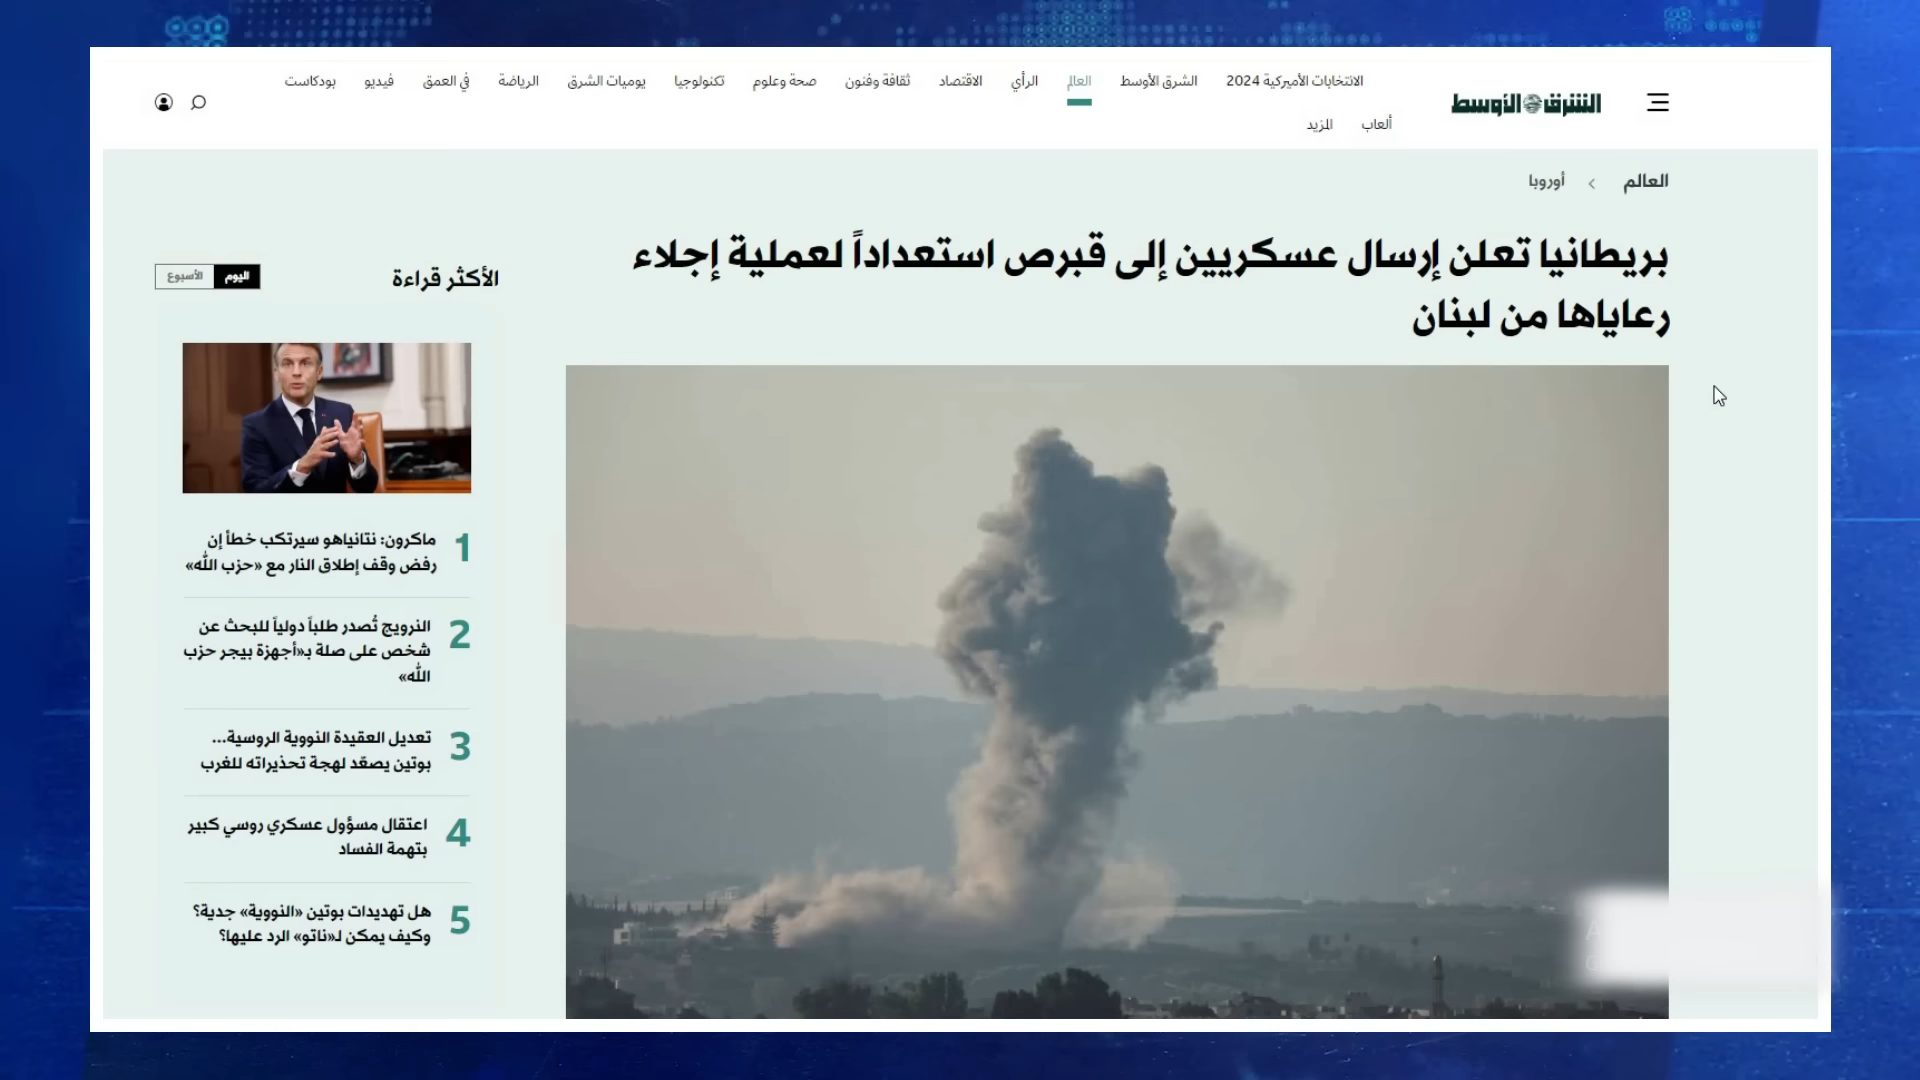 الشرق الأوسط
الانتخابات الأميركية 2024 الشرق الأوسط العالم الرأي الاقتصاد ثقافة وفنون صحة وعلوم تكنولوجيا يوميات الشرق الرياضة في العمق فيديو بودكاست
ألعاب المزيد
العالم أوروبا
بريطانيا تعلن إرسال عسكريين إلى قبرص استعداداً لعملية إجلاء
رعاياها من لبنان
الأكثر قراءة
اليوم الأسبوع
1 ماكرون: نتانياهو سيرتكب خطأ إن
رفض وقف إطلاق النار مع «حزب الله»
2 النرويج تُصدر طلباً دولياً للبحث عن
شخص على صلة بـ«أجهزة بيجر حزب
الله»
3 تعديل العقيدة النووية الروسية...
بوتين يصعّد لهجة تحذيراته للغرب
4 اعتقال مسؤول عسكري روسي كبير
بتهمة الفساد
5 هل تهديدات بوتين «النووية» جدية؟
وكيف يمكن لـ«ناتو» الرد عليها؟